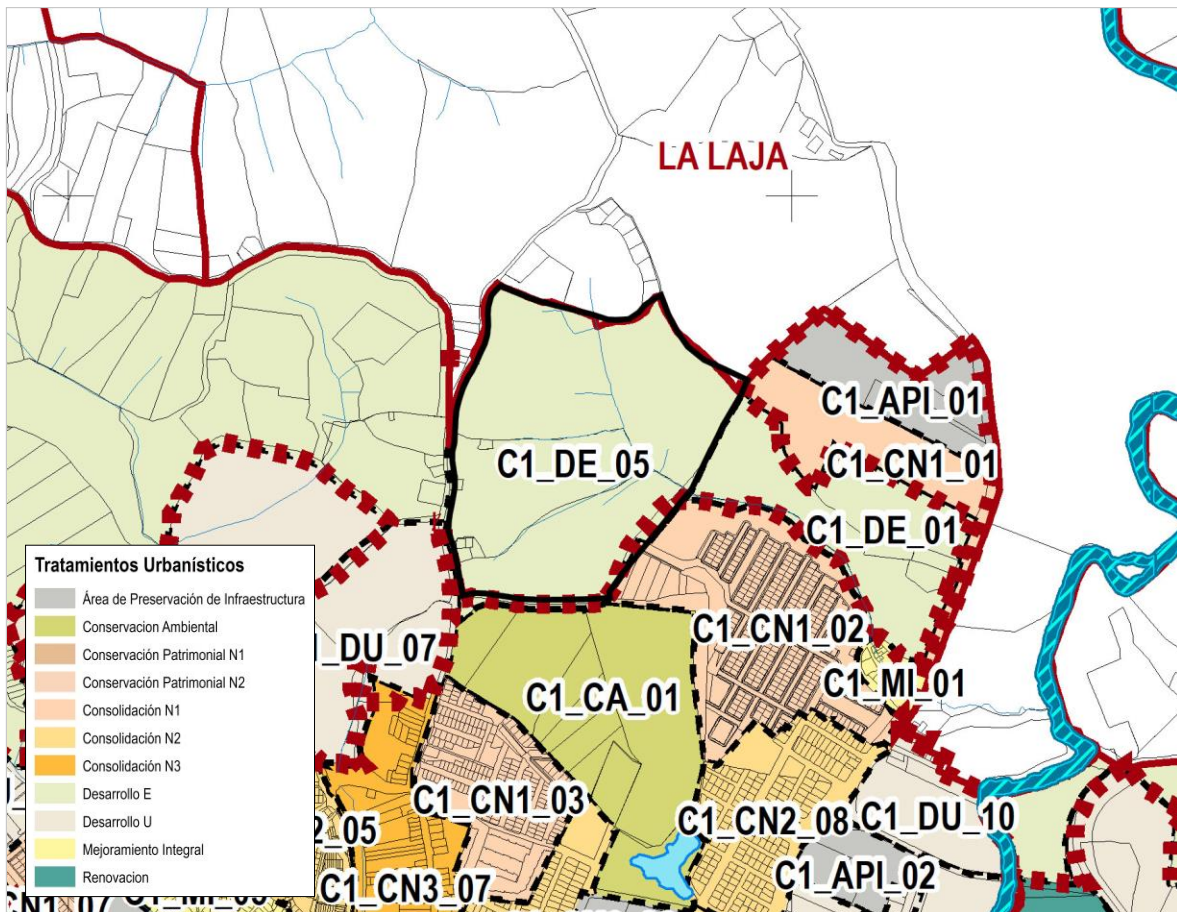 LA LAJA
C1_API_01
C1_DE_05
C1_CN1_01
C1_DE_01
Tratamientos Urbanísticos
Área de Preservación de Infraestructura
Conservacion Ambiental
Conservación Patrimonial N1
Conservación Patrimonial N2
Consolidación N1
Consolidación N2
Consolidación N3
Desarrollo E
Desarrollo U
Mejoramiento Integral
Renovacion
_DU_07
C1_CN1_02
C1_MI_01
C1_CA_01
C1_CN1_03
C1_CN2_08
C1_DU_10
2_05
C1_API_02
C1_CN3_07
CN1_07